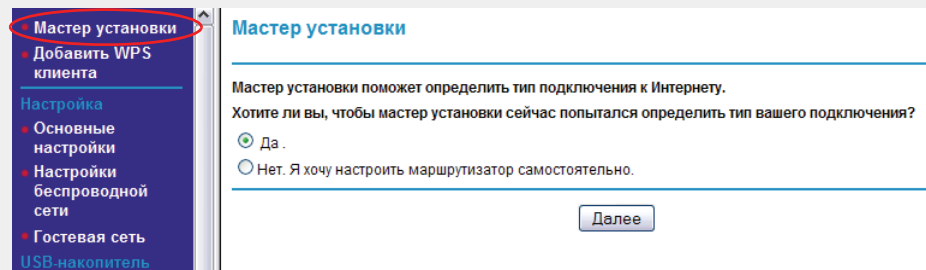 Мастер установки
Добавить WPS
клиента
Настройка
Основные
настройки
Настройки
беспроводной
сети
Гостевая сеть
USB-накопитель
Мастер установки
Мастер установки поможет определить тип подключения к Интернету.
Хотите ли вы, чтобы мастер установки сейчас попытался определить тип вашего подключения?
Да .
Нет. Я хочу настроить маршрутизатор самостоятельно.
Далее